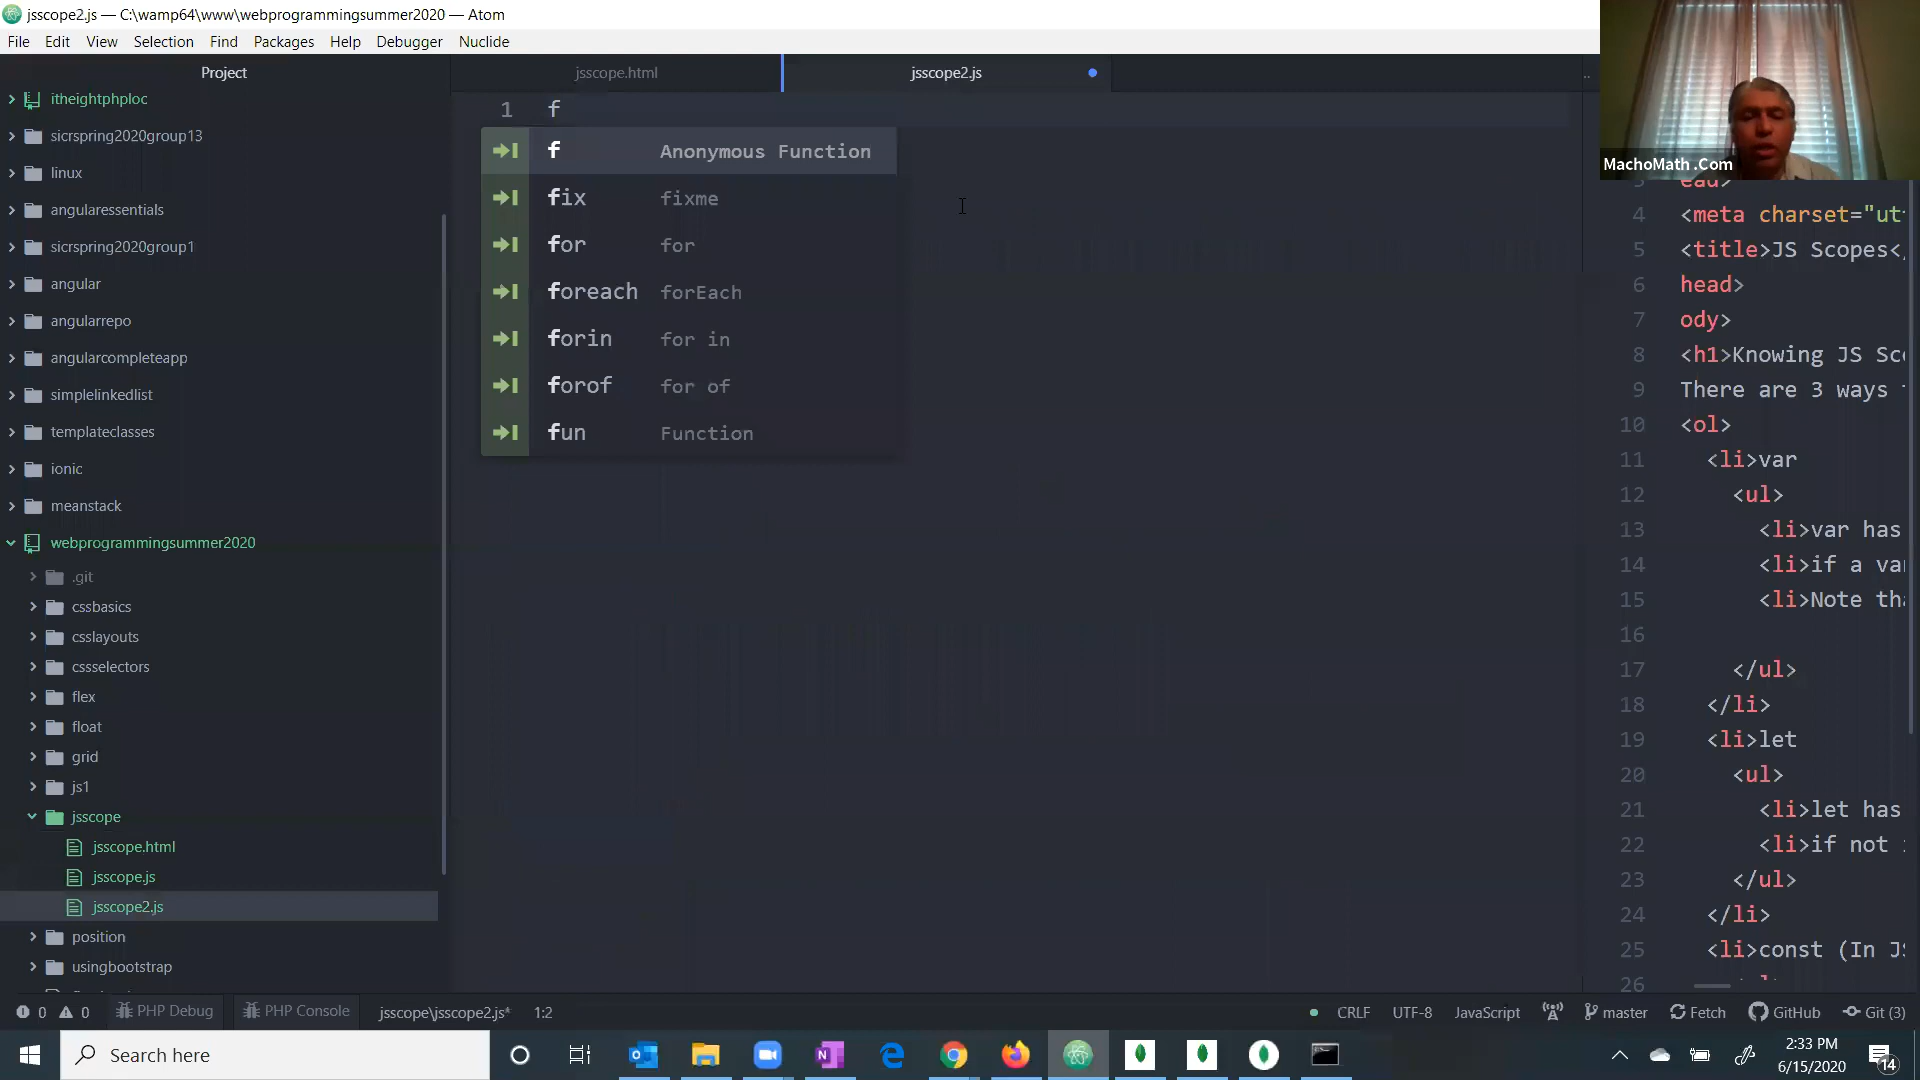 jsscope2.js — C:\wamp64\www\webprogrammingsummer2020 — Atom
File Edit View Selection Find Packages Help Debugger Nuclide
Project
itheightphploc
sicrspring2020group13
linux
angularessentials
sicrspring2020group1
angular
angularrepo
angularcompleteapp
simplelinkedlist
templateclasses
ionic
meanstack
webprogrammingsummer2020
.git
cssbasics
csslayouts
cssselectors
flex
float
grid
js1
jsscope
jsscope.html
jsscope.js
jsscope2.js
position
usingbootstrap
jsscope.html jsscope2.js
1 f
f Anonymous Function
fix fixme
for for
foreach forEach
forin for in
forof for of
fun Function
MachoMath .Com
ead>
4 <meta charset="ut
5 <title>JS Scopes<
6 head>
7 ody>
8 <h1>Knowing JS Sc
9 There are 3 ways
10 <ol>
11 <li>var
12 <ul>
13 <li>var has
14 <li>if a va
15 <li>Note th
16
17 </ul>
18 </li>
19 <li>let
20 <ul>
21 <li>let has
22 <li>if not
23 </ul>
24 </li>
25 <li>const (In JS
26
0 0 PHP Debug PHP Console jsscope\jsscope2.js* 1:2
CRLF UTF-8 JavaScript master Fetch GitHub Git (3)
Search here
2:33 PM
6/15/2020
14